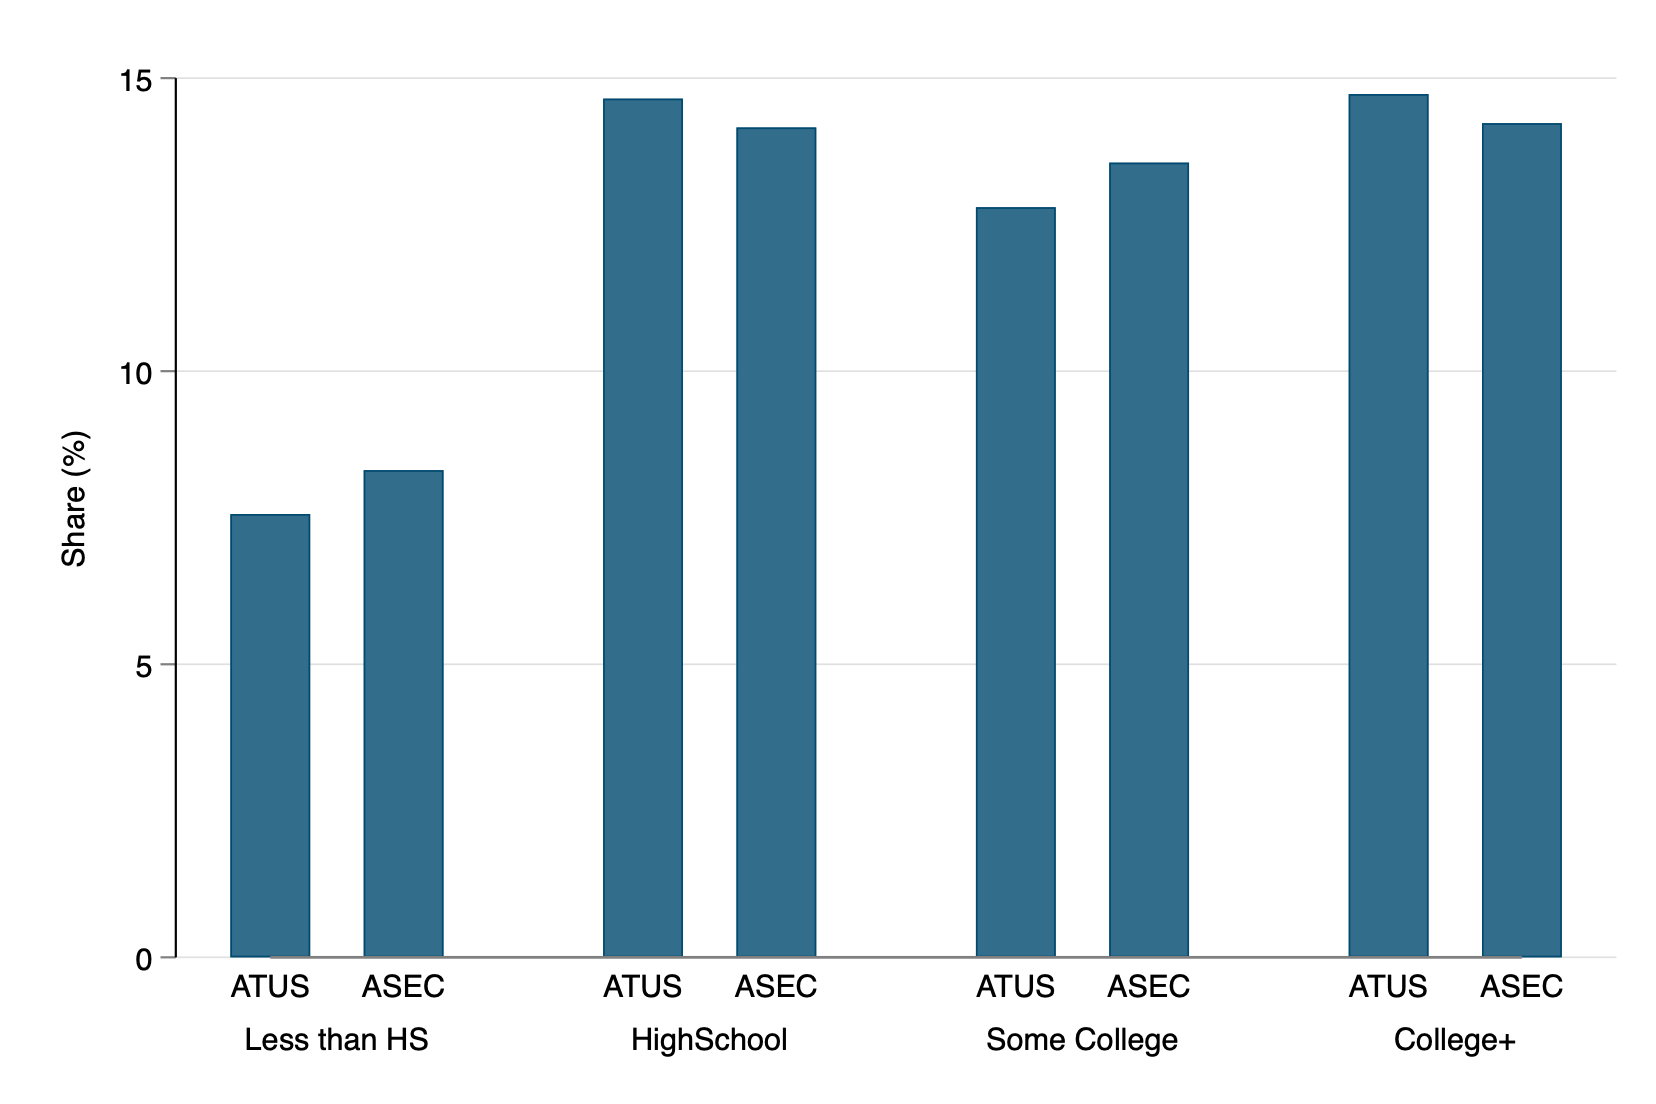 15
10
5
0
Share (%)
ATUS ASEC ATUS ASEC ATUS ASEC ATUS ASEC
Less than HS HighSchool Some College College+